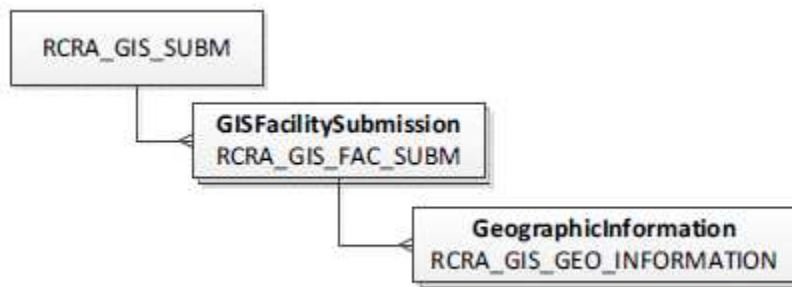 RCRA_GIS_SUBM
GISFacilitySubmission
RCRA_GIS_FAC_SUBM
GeographicInformation
RCRA_GIS_GEO_INFORMATION